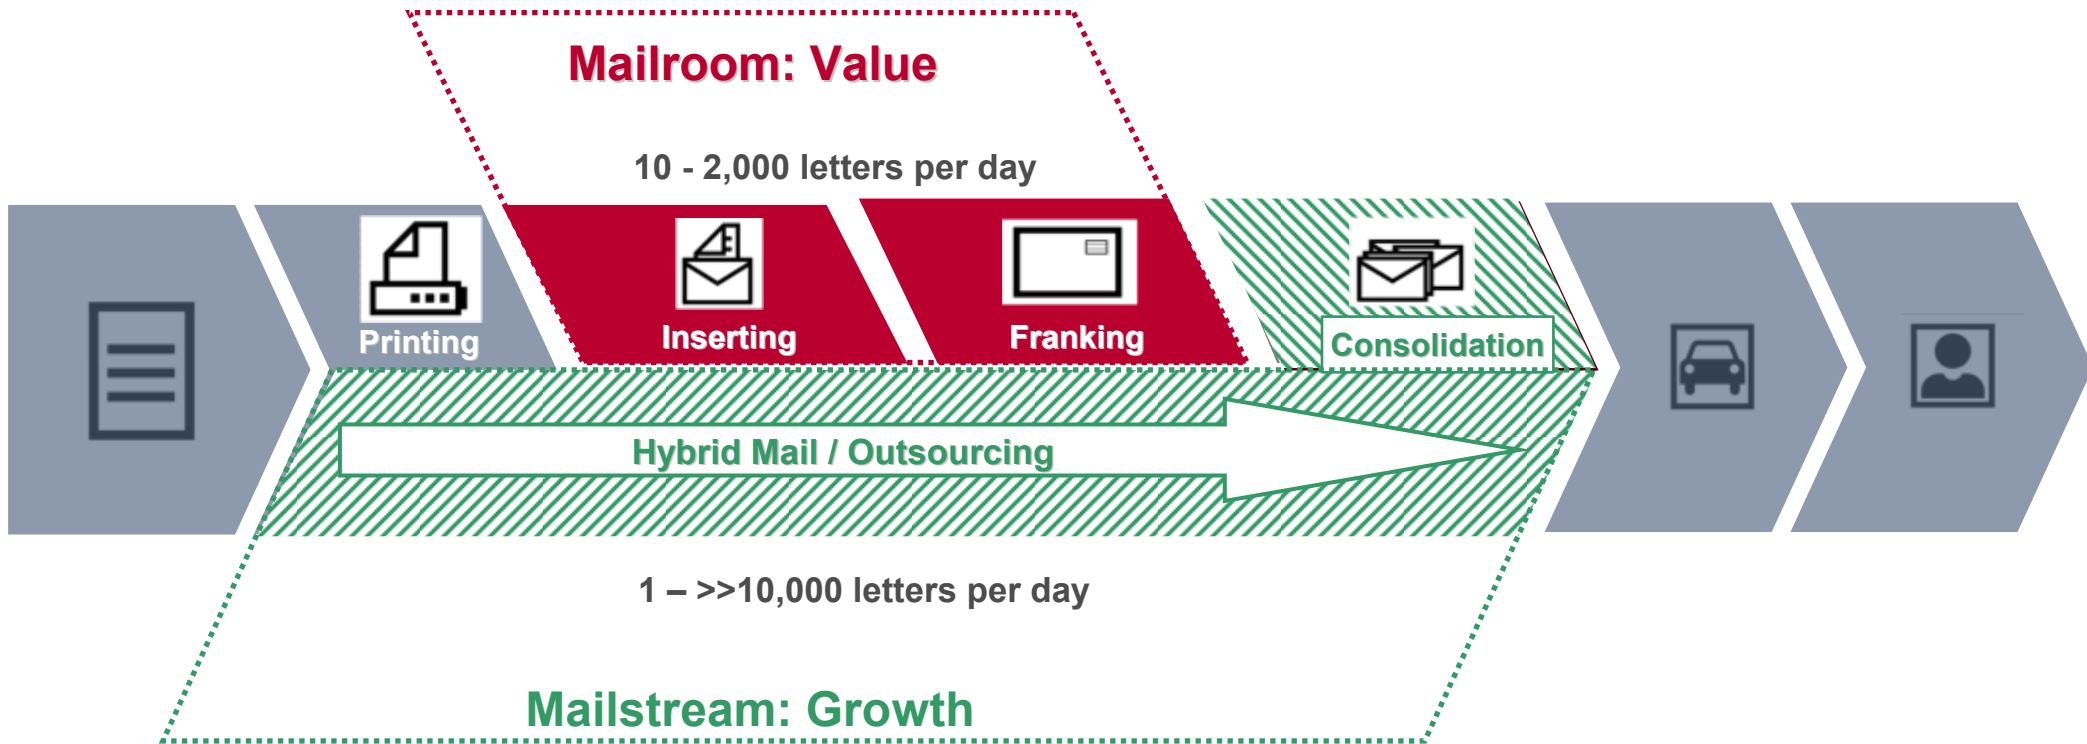 Mailroom: Value
10 - 2,000 letters per day
Printing
Inserting
Franking
Consolidation
Hybrid Mail / Outsourcing
1 – >>10,000 letters per day
Mailstream: Growth